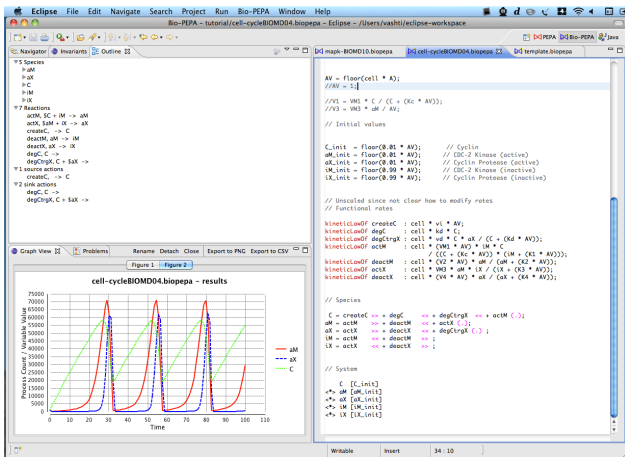 Eclipse File Edit Navigate Search Project Run Bio-PEPA Window Help
Bio-PEPA - tutorial/cell-cycleBIOMD04.biopepa - Eclipse - /Users/vashti/eclipse-workspace
PEPA Bio-PEPA Java
Navigator Invariants Outline
5 Species
aM
aX
C
iM
iX
7 Reactions
actM, $C + iM -> aM
actX, $aM + iX -> aX
createC, -> C
deactM, aM -> iM
deactX, aX -> iX
degC, C ->
degCtrgX, C + $aX ->
1 source actions
createC, -> C
2 sink actions
degC, C ->
degCtrgX, C + $aX ->
Graph View Problems Rename Detach Close Export to PNG Export to CSV
Figure 1 Figure 2
cell-cycleBIOMD04.biopepa - results
Process Count / Variable Value
75000
70000
65000
60000
55000
50000
45000
40000
35000
30000
25000
20000
15000
10000
5000
0
0 10 20 30 40 50 60 70 80 90 100 110
Time
aM
aX
C
mapk-BIOMD10.biopepa cell-cycleBIOMD04.biopepa template.biopepa
AV = floor(cell * A);
//AV = 1;
//V1 = VM1 * C / (C + (Kc * AV));
//V3 = VM3 * aM / AV;
// Initial values
C_init = floor(0.01 * AV); // Cyclin
aM_init = floor(0.01 * AV); // CDC-2 Kinase (active)
aX_init = floor(0.01 * AV); // Cyclin Protease (active)
iM_init = floor(0.99 * AV); // CDC-2 Kinase (inactive)
iX_init = floor(0.99 * AV); // Cyclin Protease (inactive)
// Unscaled since not clear how to modify rates
// Functional rates
kineticLawOf createC : cell * vi * AV;
kineticLawOf degC : cell * kd * C;
kineticLawOf degCtrgX : cell * vd * C * aX / (C + (Kd * AV));
kineticLawOf actM : cell * (VM1 * AV) * iM * C
/ ((C + (Kc * AV)) * (iM + (K1 * AV)));
kineticLawOf deactM : cell * (V2 * AV) * aM / (aM + (K2 * AV));
kineticLawOf actX : cell * VM3 * aM * iX / (iX + (K3 * AV));
kineticLawOf deactX : cell * (V4 * AV) * aX / (aX + (K4 * AV));
// Species
C = createC >> + degC << + degCtrgX << + actM (.);
aM = actM >> + deactM << + actX (.);
aX = actX >> + deactX << + degCtrgX (.) ;
iM = actM << + deactM >> ;
iX = actX << + deactX >> ;
// System
C [C_init]
<*> aM [aM_init]
<*> aX [aX_init]
<*> iM [iM_init]
<*> iX [iX_init]
Writable Insert 34 : 10